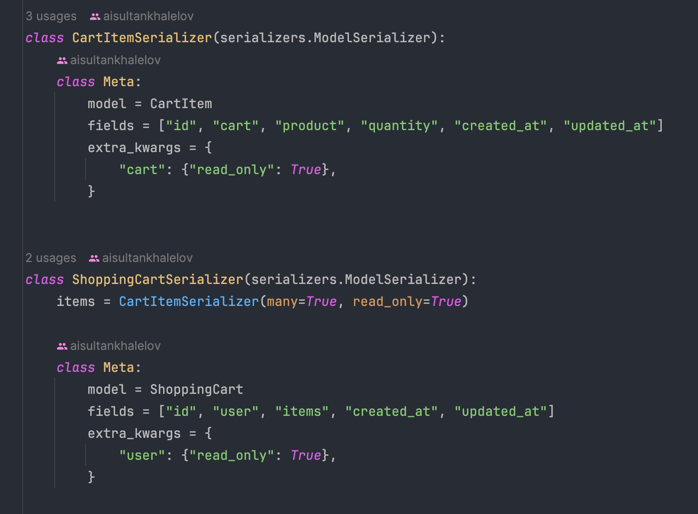 3 usages aisultankhalelov
class CartItemSerializer(serializers.ModelSerializer):
aisultankhalelov
class Meta:
model = CartItem
fields = ["id", "cart", "product", "quantity", "created_at", "updated_at"]
extra_kwargs = {
"cart": {"read_only": True},
}
2 usages aisultankhalelov
class ShoppingCartSerializer(serializers.ModelSerializer):
items = CartItemSerializer(many=True, read_only=True)
aisultankhalelov
class Meta:
model = ShoppingCart
fields = ["id", "user", "items", "created_at", "updated_at"]
extra_kwargs = {
"user": {"read_only": True},
}